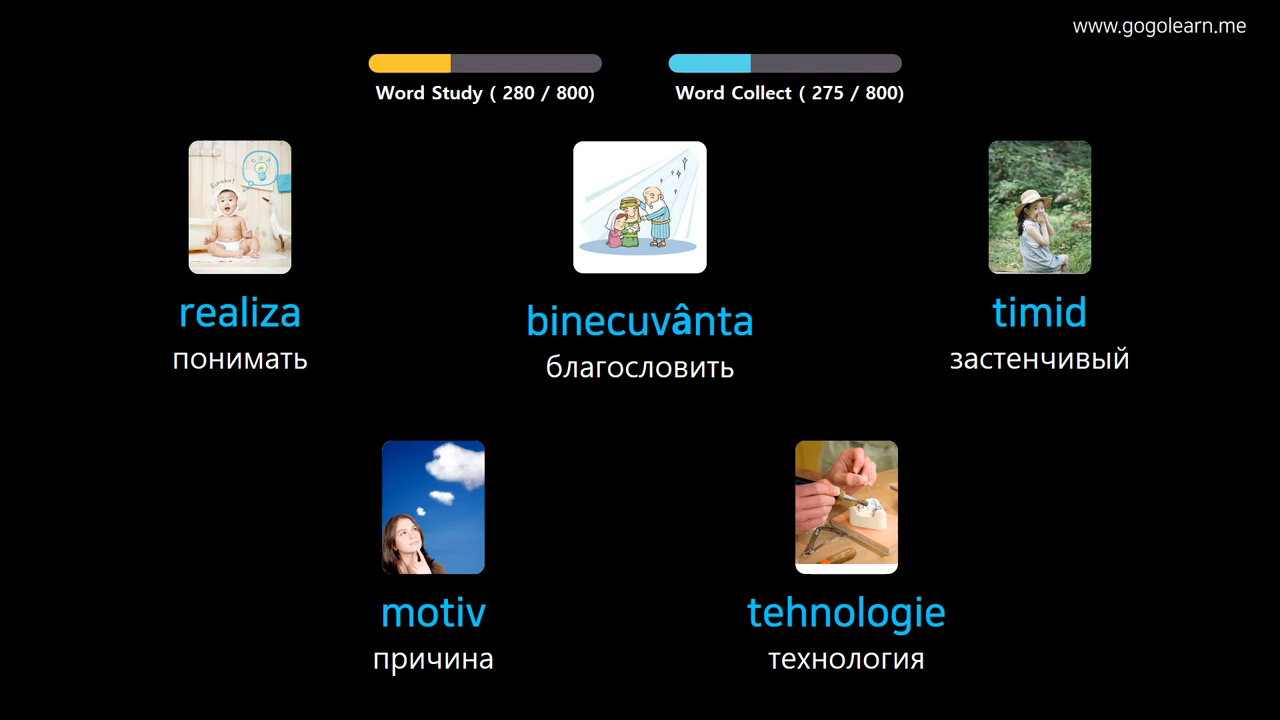 www.gogolearn.me
Word Study ( 280 / 800)
Word Collect ( 275 / 800)
Eureka!
realiza
понимать
binecuvânta
благословить
timid
застенчивый
motiv
причина
tehnologie
технология